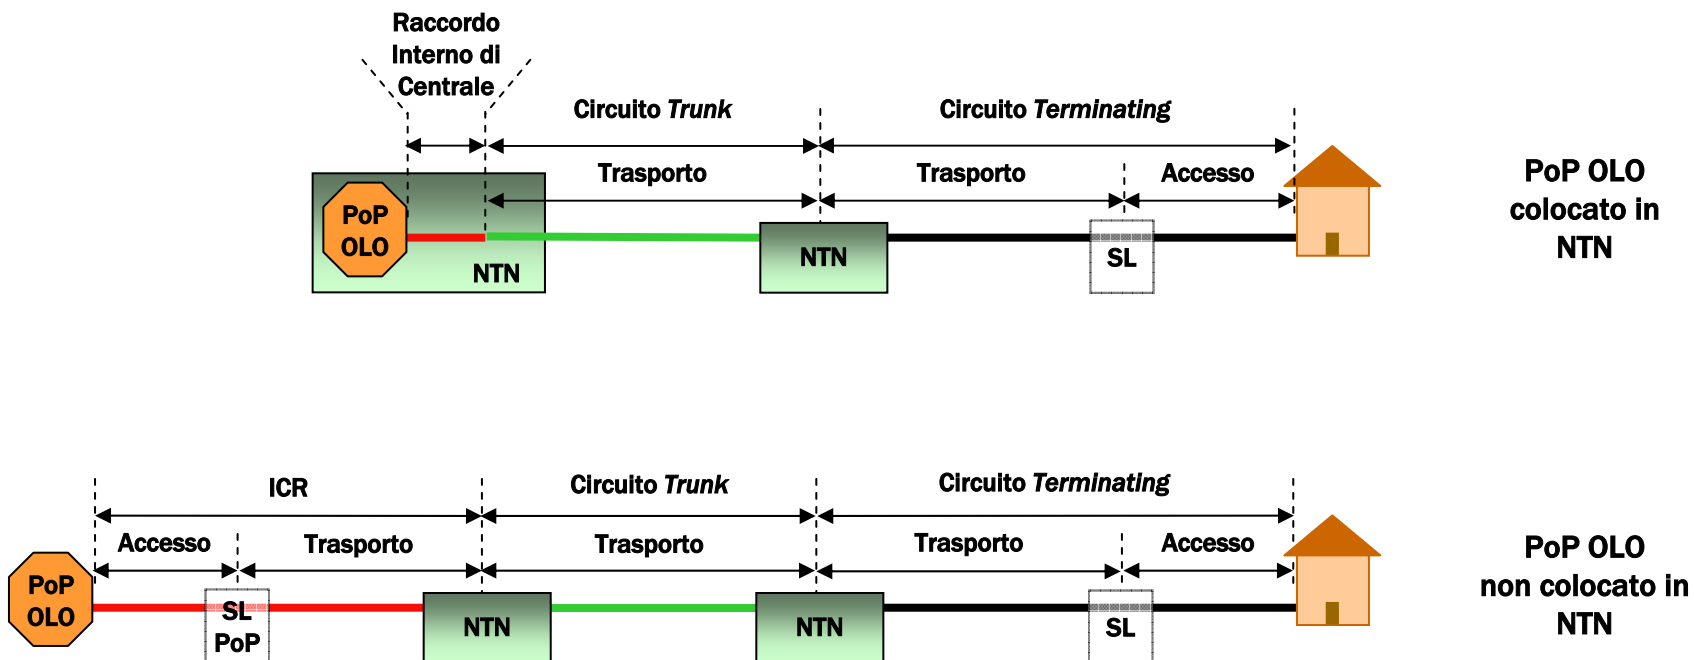 Raccordo
Interno di
Centrale
Circuito Trunk
Circuito Terminating
Trasporto
Trasporto
Accesso
PoP
OLO
NTN
NTN
SL
PoP OLO
colocato in
NTN
ICR
Circuito Trunk
Circuito Terminating
Accesso
Trasporto
Trasporto
Trasporto
Accesso
PoP
OLO
SL
PoP
NTN
NTN
SL
PoP OLO
non colocato in
NTN